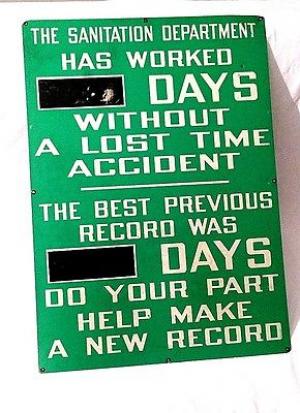 THE SANITATION DEPARTMENT
HAS WORKED
DAYS
WITHOUT
A LOST TIME
ACCIDENT
THE BEST PREVIOUS
RECORD WAS
DAYS
DO YOUR PART
HELP MAKE
A NEW RECORD